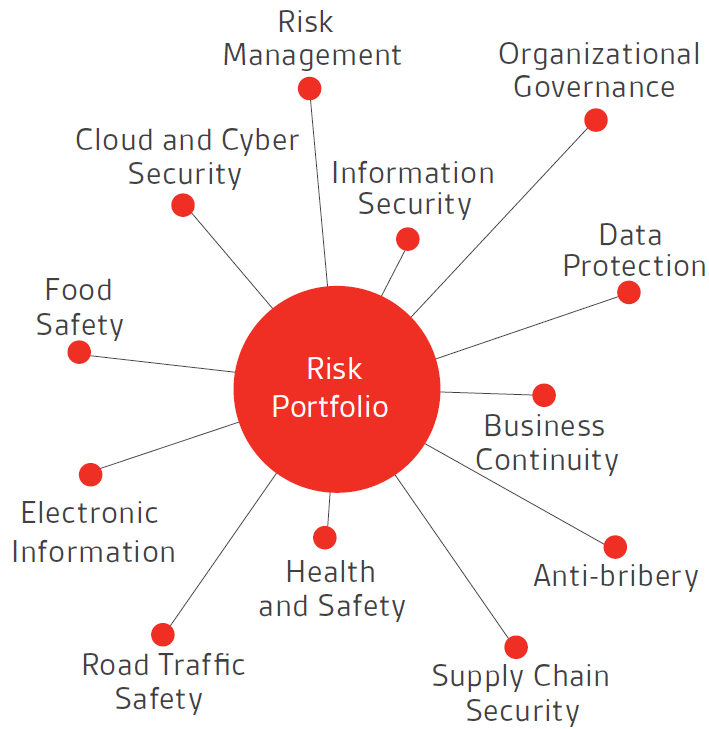 Risk
Management
Organizational
Governance
Cloud and Cyber
Security
Information
Security
Data
Protection
Food
Safety
Risk
Portfolio
Business
Continuity
Electronic
Information
Health
and Safety
Anti-bribery
Road Traffic
Safety
Supply Chain
Security